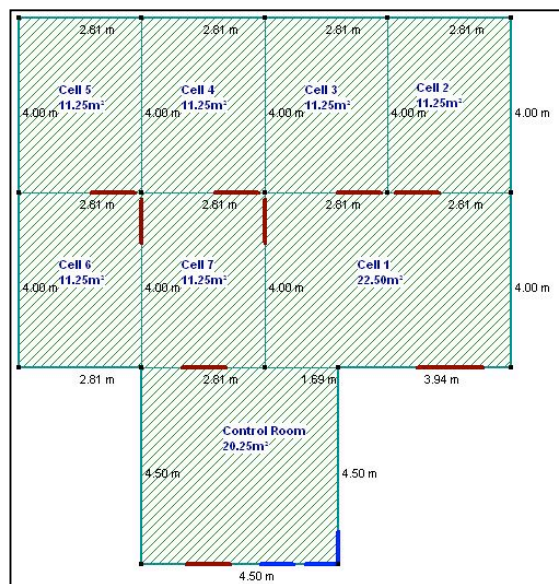 2.81 m 2.81 m 2.81 m 2.81 m
Cell 5 Cell 4 Cell 3 Cell 2
11.25m² 11.25m² 11.25m² 11.25m²
4.00 m 4.00 m 4.00 m 4.00 m 4.00 m
2.81 m 2.81 m 2.81 m 2.81 m
Cell 6 Cell 7 Cell 1
11.25m² 11.25m² 22.50m²
4.00 m 4.00 m 4.00 m 4.00 m
2.81 m 2.81 m 1.69 m 3.94 m
Control Room
20.25m²
4.50 m 4.50 m
4.50 m